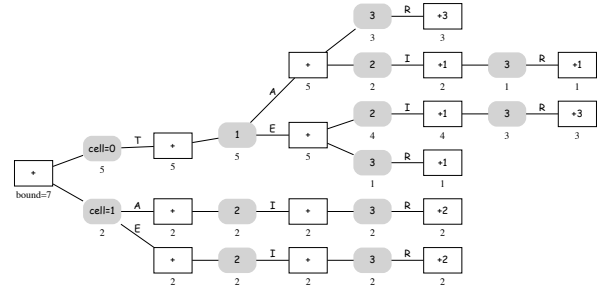 3 R +3
3 3
+ 2 I +1 3 R +1
5 2 2 1 1
A
2 I +1 3 R +3
cell=0 T + 1 E + 4 4 3 3
5 5 5 5
3 R +1
+ 1 1
bound=7
cell=1 A + 2 I + 3 R +2
2 2 2 2 2 2
E
+ 2 I + 3 R +2
2 2 2 2 2